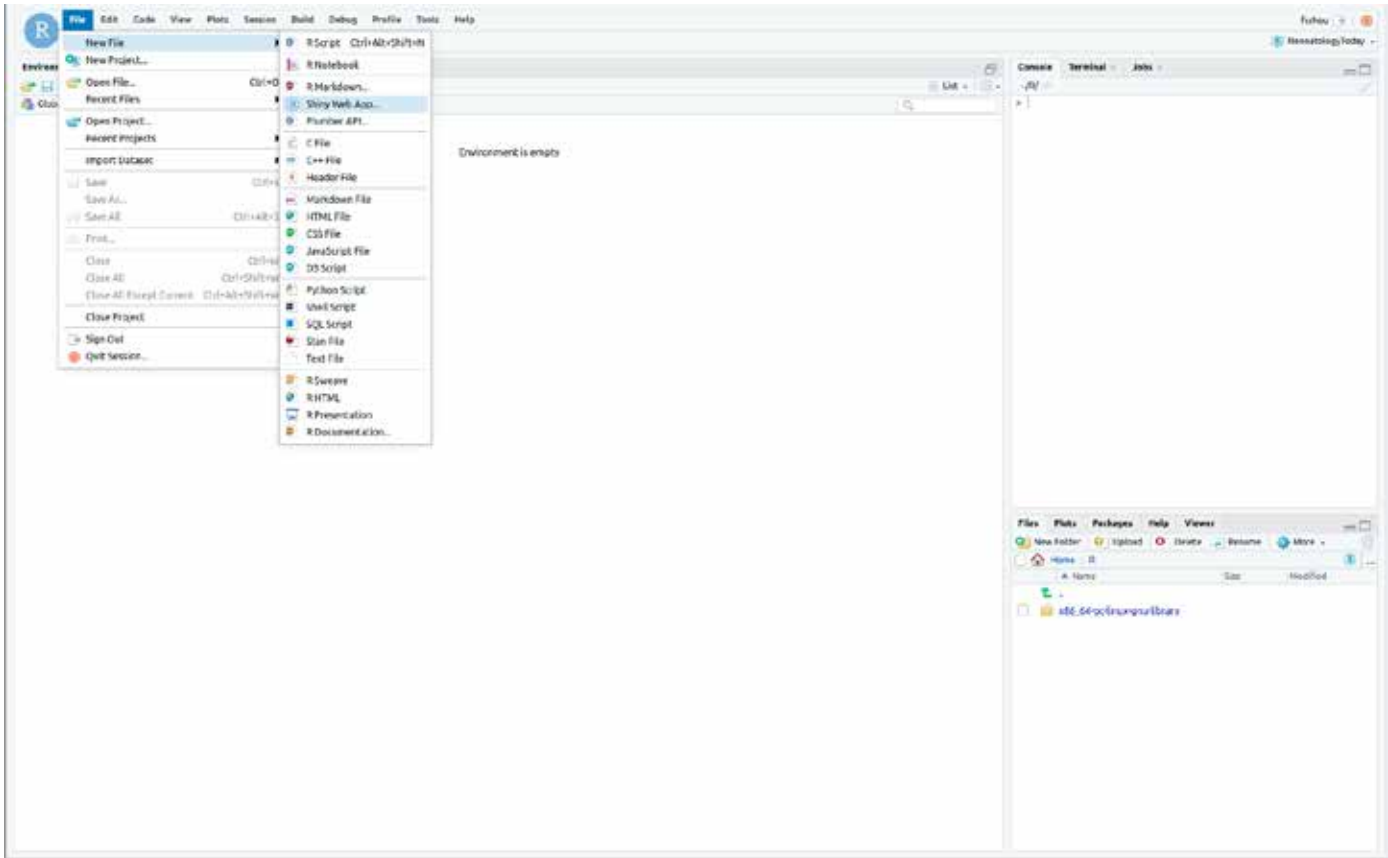 R File Edit Code View Plots Session Build Debug Profile Tools Help
NeonatologyToday
New File
New Project...
Open File...
Recent Files
Open Project...
Recent Projects
Import Dataset
Save
Save As...
Save All
Print...
Close
Close All
Close All Except Current
Close Project
Sign Out
Quit Session...
R Script Ctrl+Alt+Shift+N
R Notebook
R Markdown...
Shiny Web App...
Plumber API...
C File
C++ File
Header File
Markdown File
HTML File
CSS File
JavaScript File
D3 Script
Python Script
Shell Script
SQL Script
Stan File
Text File
R Sweave
R HTML
R Presentation
R Documentation...
List
Environment is empty
Console Terminal Jobs
>
Files Plots Packages Help Viewer
New Folder Upload Delete Rename More
Home R
Name Size Modified
..